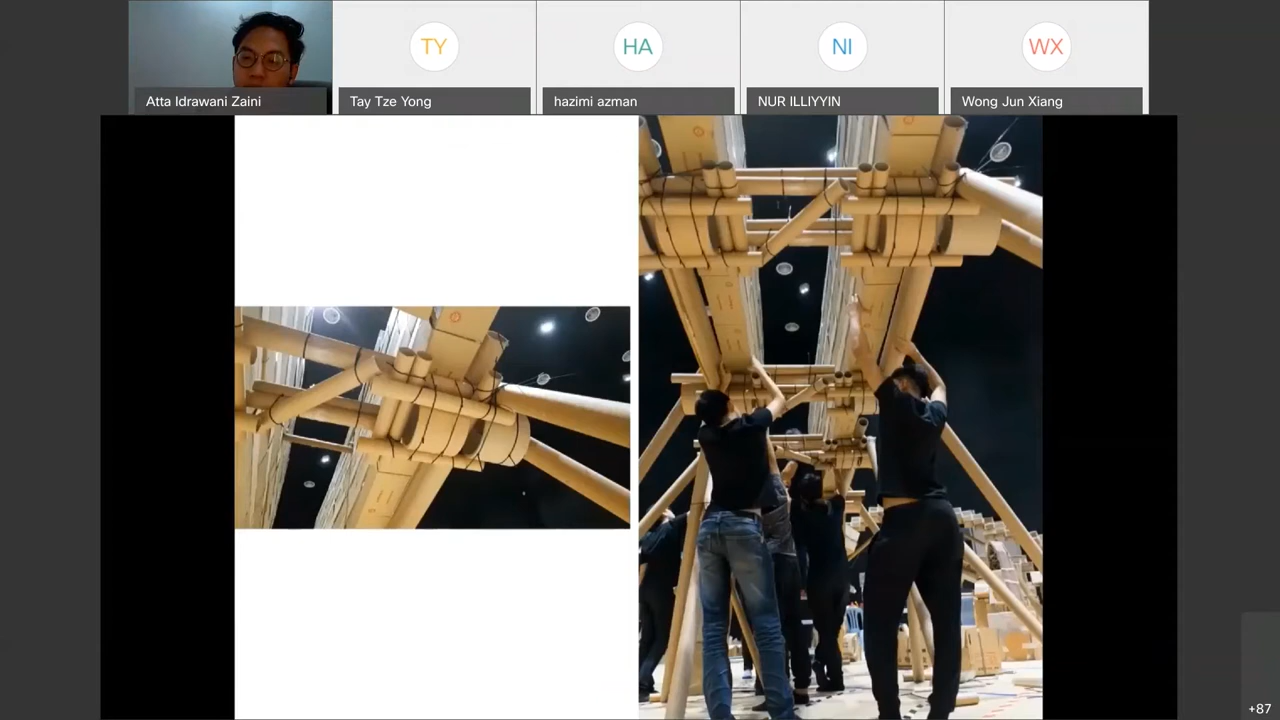 TY
HA
NI
WX
Atta Idrawani Zaini
Tay Tze Yong
hazimi azman
NUR ILLIYYIN
Wong Jun Xiang
+87